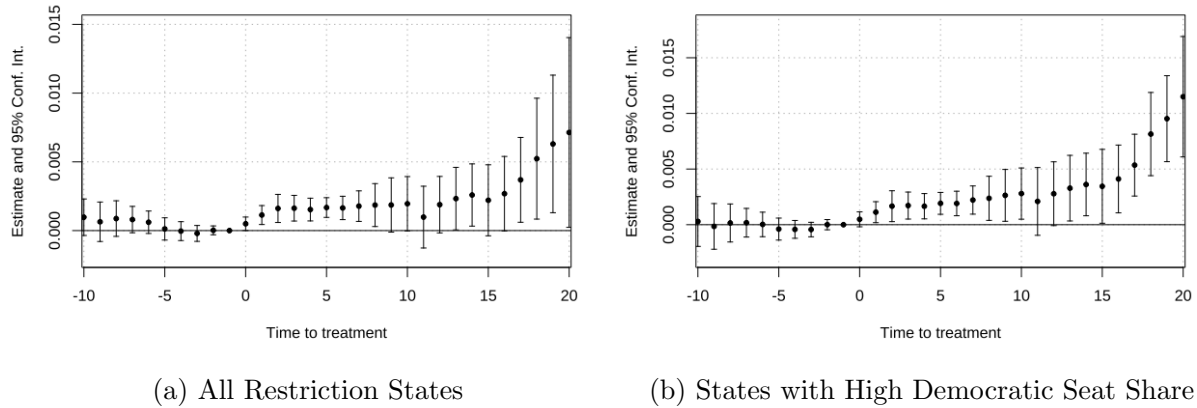 Estimate and 95% Conf. Int.
0.015
0.010
0.005
0.000
-10 -5 0 5 10 15 20
Time to treatment
(a) All Restriction States
Estimate and 95% Conf. Int.
0.015
0.010
0.005
0.000
-10 -5 0 5 10 15 20
Time to treatment
(b) States with High Democratic Seat Share